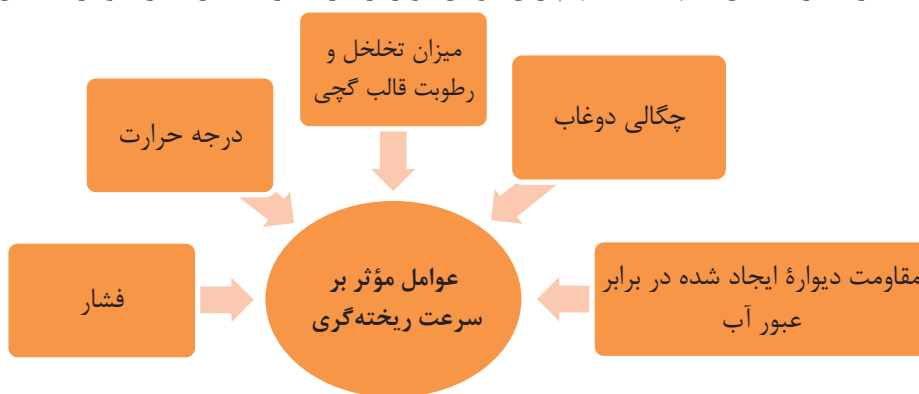 میزان تخلخل و
رطوبت قالب گچی
چگالی دوغاب
درجه حرارت
مقاومت دیوارهٔ ایجاد شده در برابر
عبور آب
عوامل مؤثر بر
سرعت ریخته‌گری
فشار